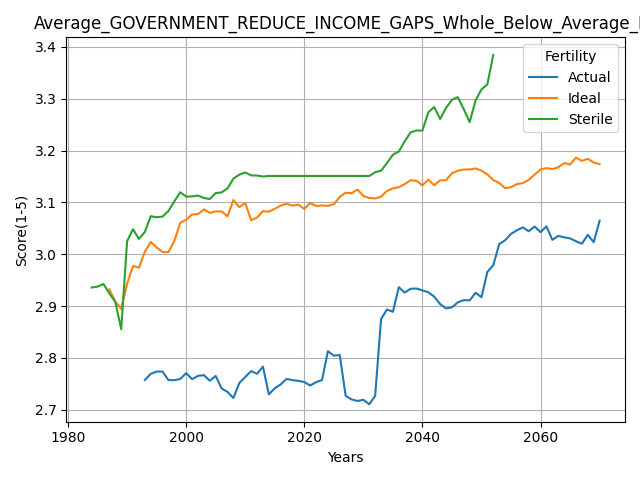 Average_GOVERNMENT_REDUCE_INCOME_GAPS_Whole_Below_Average_
Fertility
Actual
Ideal
Sterile
3.4
3.3
3.2
3.1
3.0
2.9
2.8
2.7
Score(1-5)
1980
2000
2020
2040
2060
Years